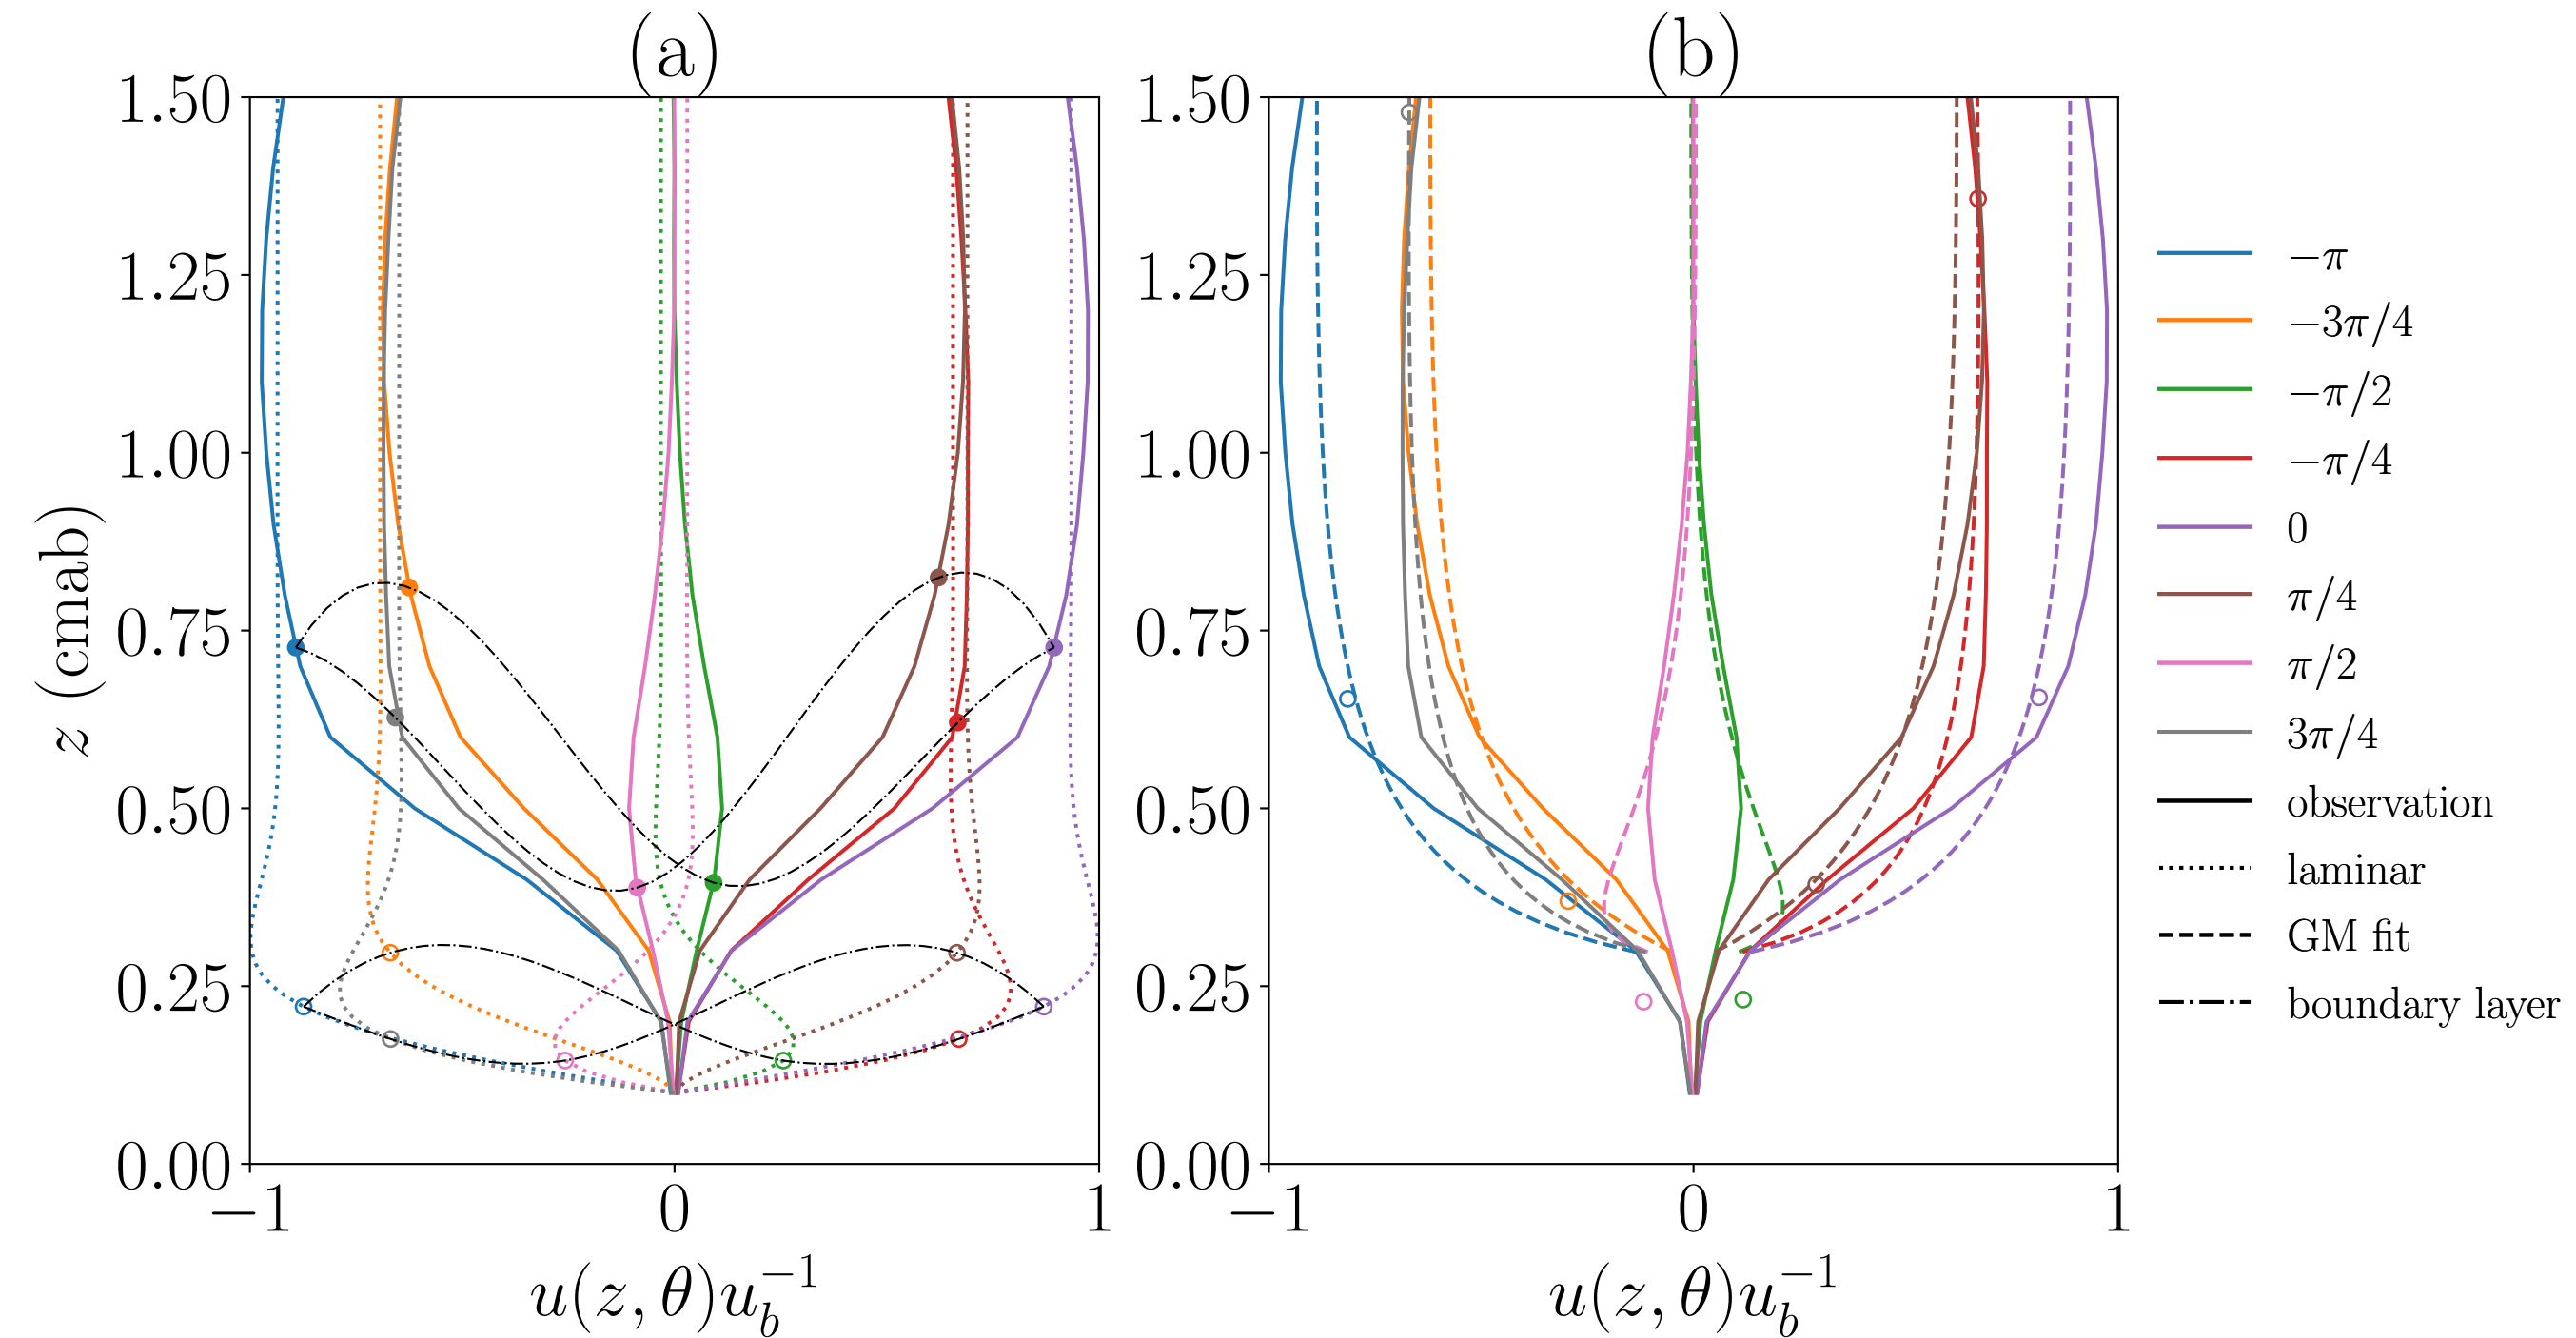 (a)
(b)
1.50
1.25
1.00
0.75
0.50
0.25
0.00
z (cmab)
−1 0 1
u(z, θ)u_b^{−1}
1.50
1.25
1.00
0.75
0.50
0.25
0.00
−1 0 1
u(z, θ)u_b^{−1}
−π
−3π/4
−π/2
−π/4
0
π/4
π/2
3π/4
observation
laminar
GM fit
boundary layer